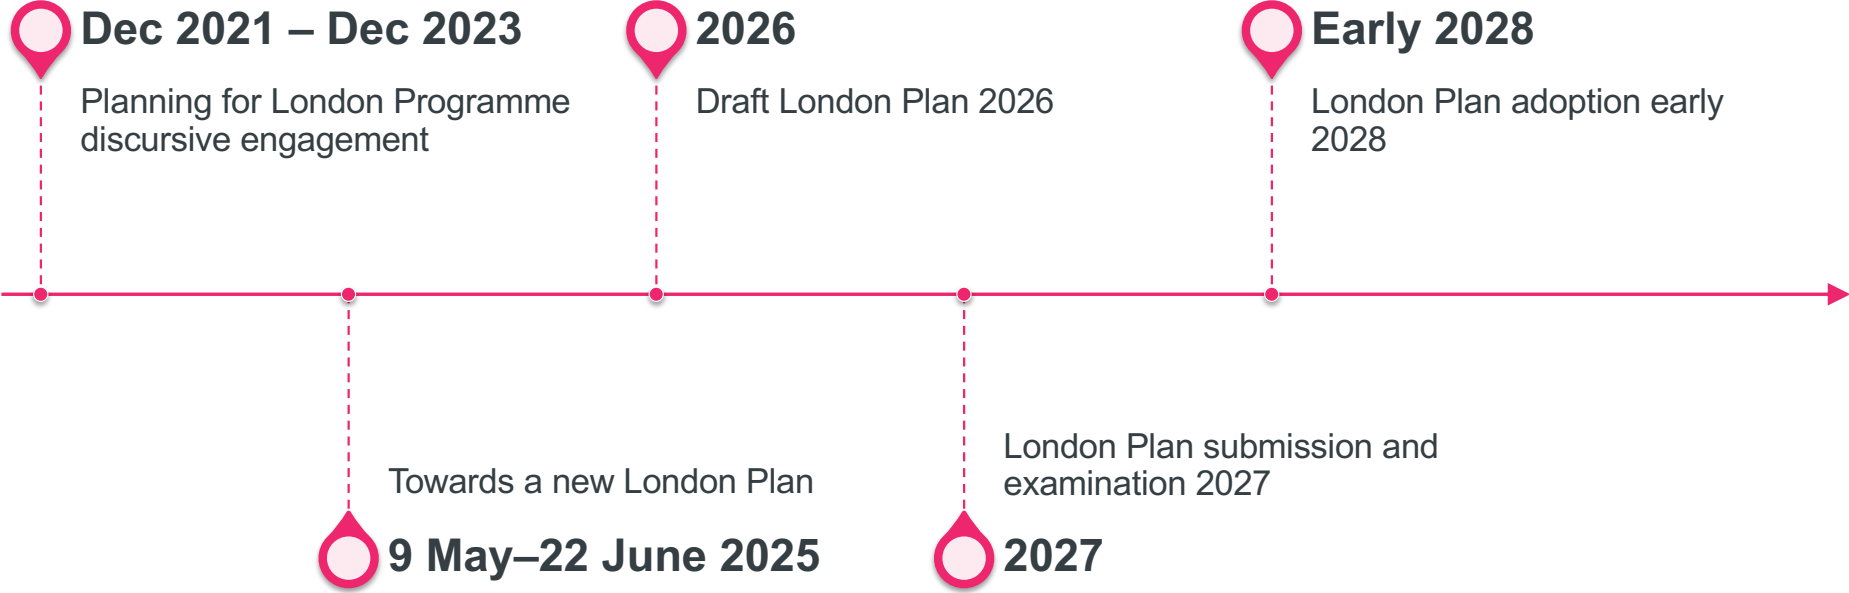 Dec 2021 – Dec 2023
Planning for London Programme
discursive engagement
2026
Draft London Plan 2026
Early 2028
London Plan adoption early
2028
Towards a new London Plan
9 May–22 June 2025
London Plan submission and
examination 2027
2027